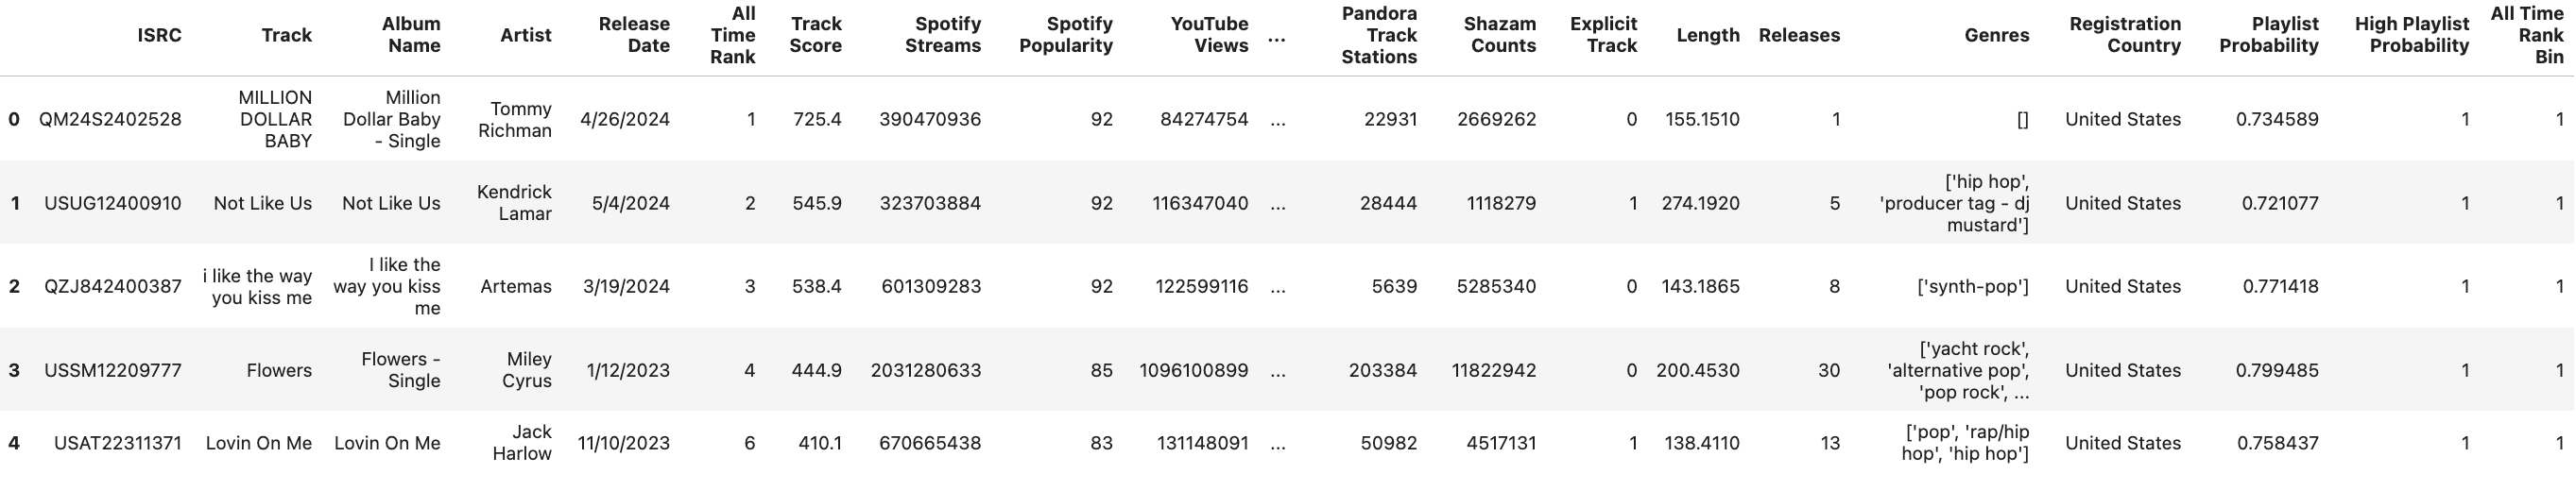 ISRC Track Album Name Artist Release Date All Time Rank Track Score Spotify Streams Spotify Popularity YouTube Views ... Pandora Track Stations Shazam Counts Explicit Track Length Releases Genres Registration Country Playlist Probability High Playlist Probability All Time Rank Bin
0 QM24S2402528 MILLION DOLLAR BABY Million Dollar Baby - Single Tommy Richman 4/26/2024 1 725.4 390470936 92 84274754 ... 22931 2669262 0 155.1510 1 [] United States 0.734589 1 1
1 USUG12400910 Not Like Us Not Like Us Kendrick Lamar 5/4/2024 2 545.9 323703884 92 116347040 ... 28444 1118279 1 274.1920 5 ['hip hop', 'producer tag - dj mustard'] United States 0.721077 1 1
2 QZJ842400387 i like the way you kiss me I like the way you kiss me Artemas 3/19/2024 3 538.4 601309283 92 122599116 ... 5639 5285340 0 143.1865 8 ['synth-pop'] United States 0.771418 1 1
3 USSM12209777 Flowers Flowers - Single Miley Cyrus 1/12/2023 4 444.9 2031280633 85 1096100899 ... 203384 11822942 0 200.4530 30 ['yacht rock', 'alternative pop', 'pop rock', ... United States 0.799485 1 1
4 USAT22311371 Lovin On Me Lovin On Me Jack Harlow 11/10/2023 6 410.1 670665438 83 131148091 ... 50982 4517131 1 138.4110 13 ['pop', 'rap/hip hop', 'hip hop'] United States 0.758437 1 1